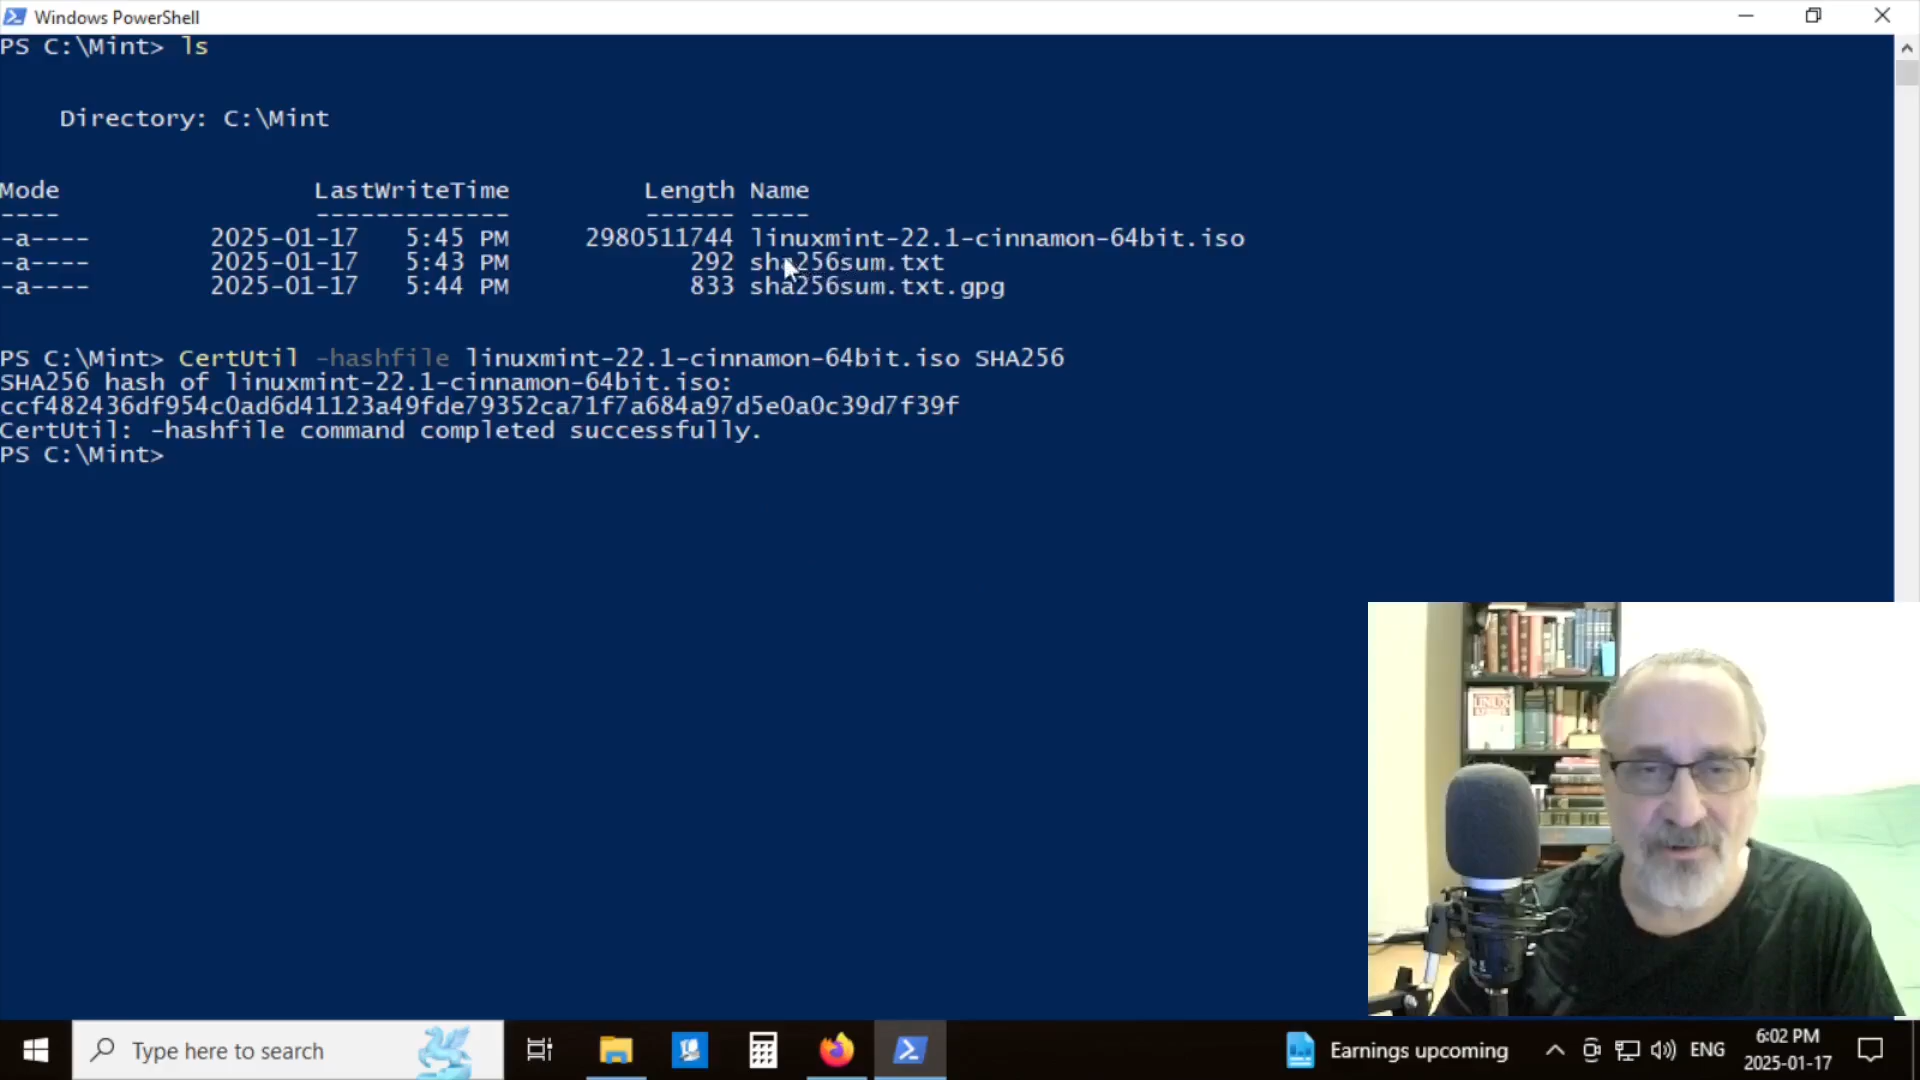 Windows PowerShell
PS C:\Mint> ls
Directory: C:\Mint
Mode LastWriteTime Length Name
---- ------------- ------ ----
-a---- 2025-01-17 5:45 PM 2980511744 linuxmint-22.1-cinnamon-64bit.iso
-a---- 2025-01-17 5:43 PM 292 sha256sum.txt
-a---- 2025-01-17 5:44 PM 833 sha256sum.txt.gpg
PS C:\Mint> CertUtil -hashfile linuxmint-22.1-cinnamon-64bit.iso SHA256
SHA256 hash of linuxmint-22.1-cinnamon-64bit.iso:
ccf482436df954c0ad6d41123a49fde79352ca71f7a684a97d5e0a0c39d7f39f
CertUtil: -hashfile command completed successfully.
PS C:\Mint>
LINUX
Type here to search
Earnings upcoming
ENG
6:02 PM
2025-01-17